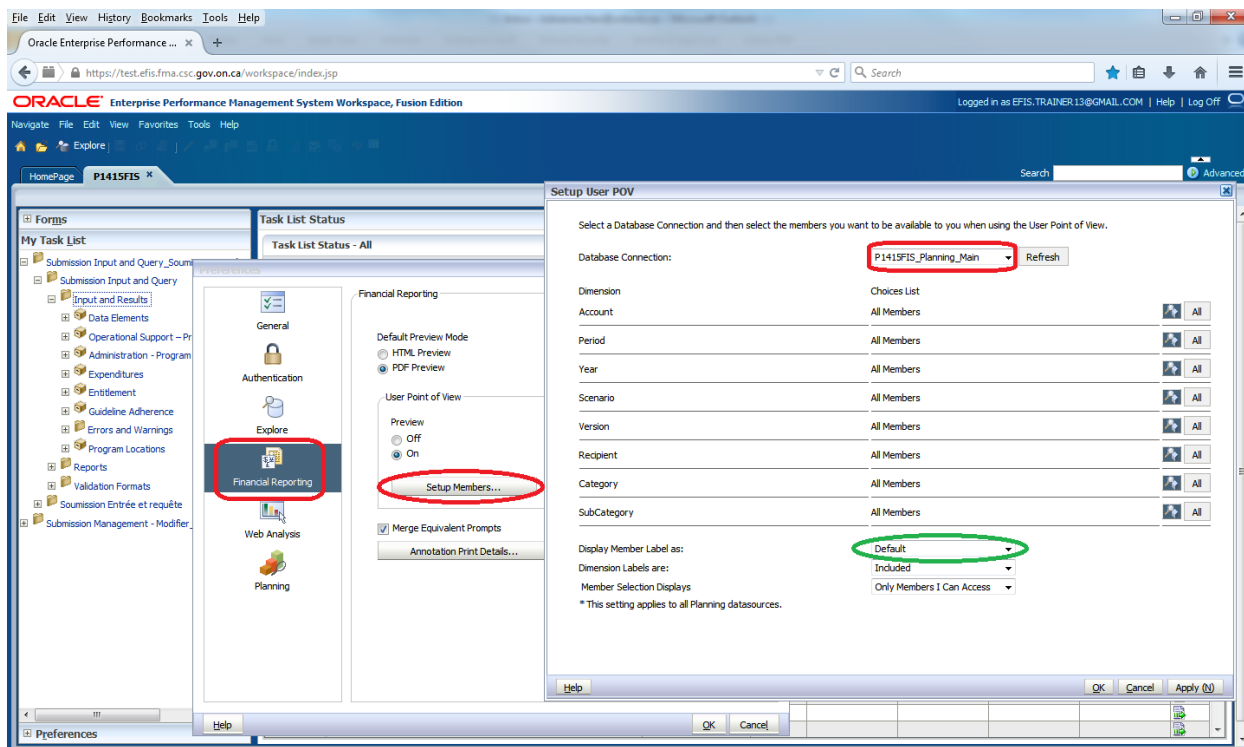 File Edit View History Bookmarks Tools Help
Oracle Enterprise Performance ... × +
https://test.efis.fma.csc.gov.on.ca/workspace/index.jsp
Search
ORACLE Enterprise Performance Management System Workspace, Fusion Edition
Logged in as EFIS.TRAINER13@GMAIL.COM | Help | Log Off
Navigate File Edit View Favorites Tools Help
Explore
HomePage P1415FIS ×
Search Advanced
Forms
My Task List
Submission Input and Query_Soumi
Submission Input and Query
Input and Results
Data Elements
Operational Support – Pr
Administration - Program
Expenditures
Entitlement
Guideline Adherence
Errors and Warnings
Program Locations
Reports
Validation Formats
Soumission Entrée et requête
Submission Management - Modifier_
Preferences
Task List Status
Task List Status - All
Preferences
General
Authentication
Explore
Financial Reporting
Web Analysis
Planning
Financial Reporting
Default Preview Mode
HTML Preview
PDF Preview
User Point of View
Preview
Off
On
Setup Members...
Merge Equivalent Prompts
Annotation Print Details...
Help OK Cancel
Setup User POV
Select a Database Connection and then select the members you want to be available to you when using the User Point of View.
Database Connection: P1415FIS_Planning_Main Refresh
Dimension Choices List
Account All Members All
Period All Members All
Year All Members All
Scenario All Members All
Version All Members All
Recipient All Members All
Category All Members All
SubCategory All Members All
Display Member Label as: Default
Dimension Labels are: Included
Member Selection Displays Only Members I Can Access
* This setting applies to all Planning datasources.
Help OK Cancel Apply (N)